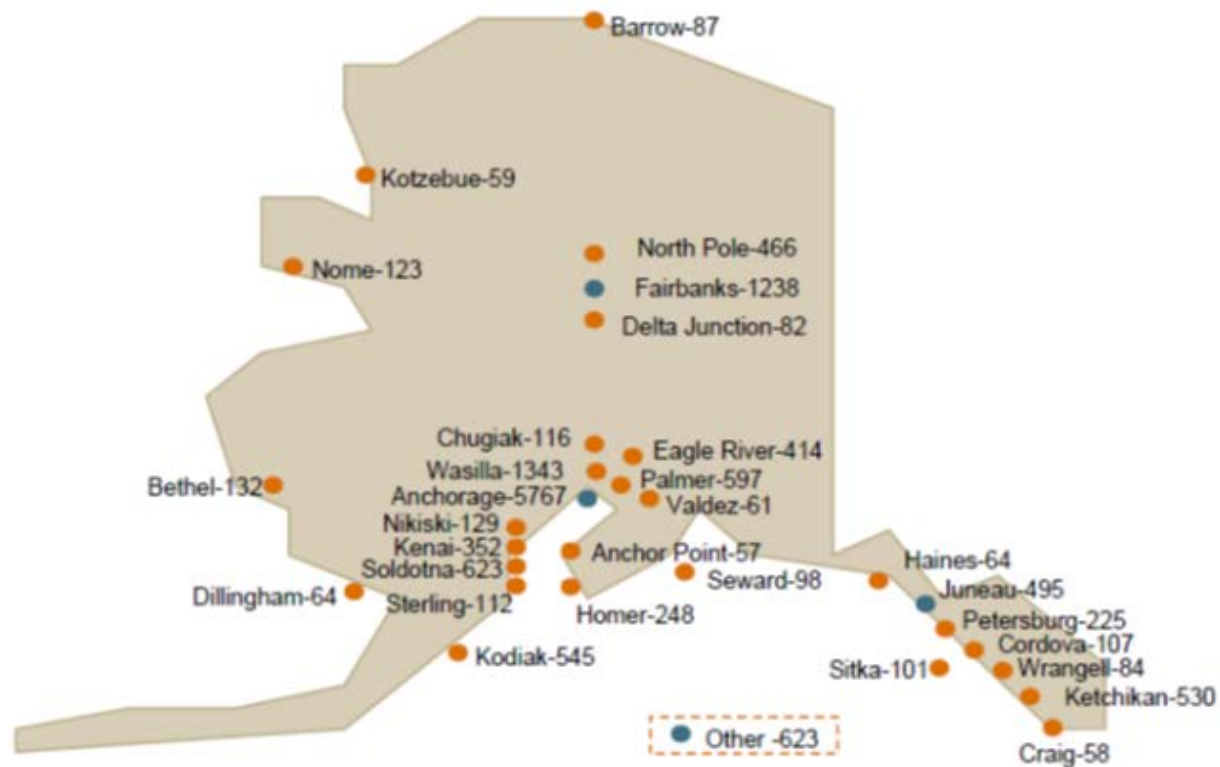 Barrow-87
Kotzebue-59
North Pole-466
Nome-123
Fairbanks-1238
Delta Junction-82
Chugiak-116
Eagle River-414
Wasilla-1343
Palmer-597
Bethel-132
Anchorage-5767
Valdez-61
Nikiski-129
Kenai-352
Anchor Point-57
Haines-64
Soldotna-623
Seward-98
Juneau-495
Dillingham-64
Sterling-112
Homer-248
Petersburg-225
Cordova-107
Kodiak-545
Sitka-101
Wrangell-84
Ketchikan-530
Other -623
Craig-58